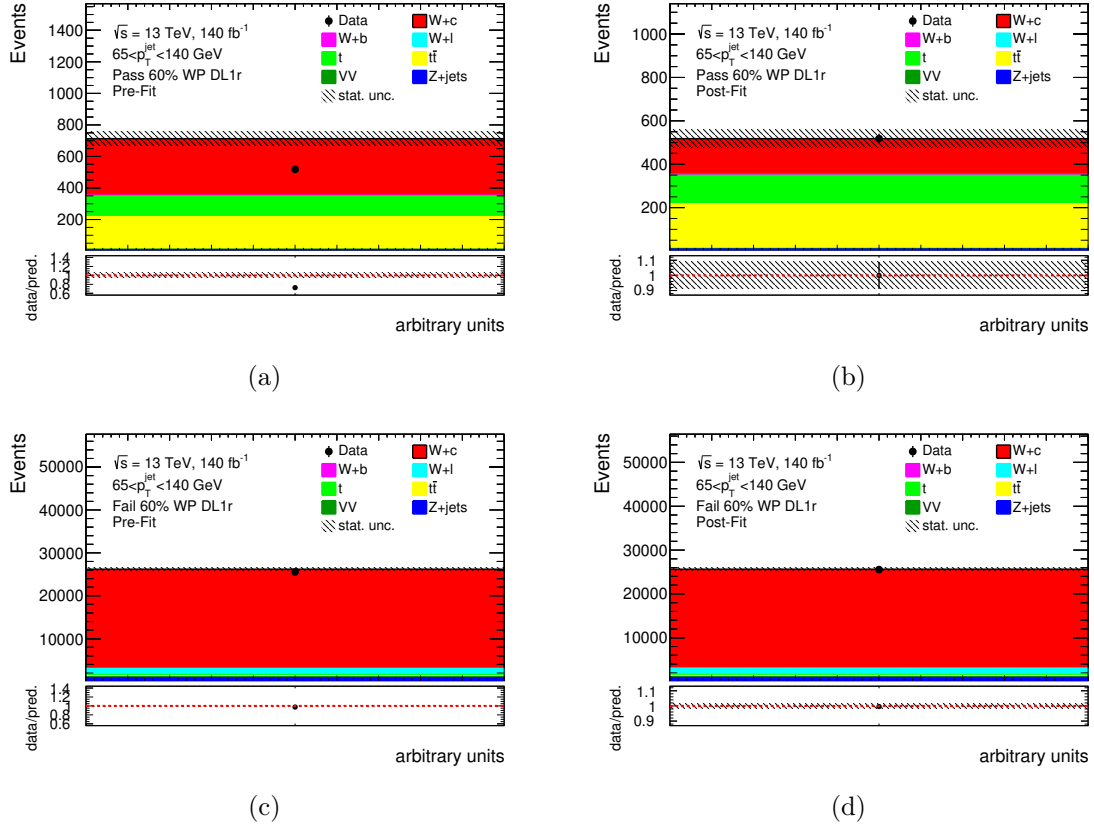 Events
1400
1200
1000
800
600
400
200
√s = 13 TeV, 140 fb⁻¹
65<p_T^jet<140 GeV
Pass 60% WP DL1r
Pre-Fit
Data
W+b
t
VV
stat. unc.
W+c
W+l
tt̄
Z+jets
data/pred.
1.4
1.2
1
0.8
0.6
arbitrary units
(a)
Events
1000
800
600
400
200
√s = 13 TeV, 140 fb⁻¹
65<p_T^jet<140 GeV
Pass 60% WP DL1r
Post-Fit
Data
W+b
t
VV
stat. unc.
W+c
W+l
tt̄
Z+jets
data/pred.
1.1
1
0.9
arbitrary units
(b)
Events
50000
40000
30000
20000
10000
√s = 13 TeV, 140 fb⁻¹
65<p_T^jet<140 GeV
Fail 60% WP DL1r
Pre-Fit
Data
W+b
t
VV
stat. unc.
W+c
W+l
tt̄
Z+jets
data/pred.
1.4
1.2
1
0.8
0.6
arbitrary units
(c)
Events
50000
40000
30000
20000
10000
√s = 13 TeV, 140 fb⁻¹
65<p_T^jet<140 GeV
Fail 60% WP DL1r
Post-Fit
Data
W+b
t
VV
stat. unc.
W+c
W+l
tt̄
Z+jets
data/pred.
1.1
1
0.9
arbitrary units
(d)